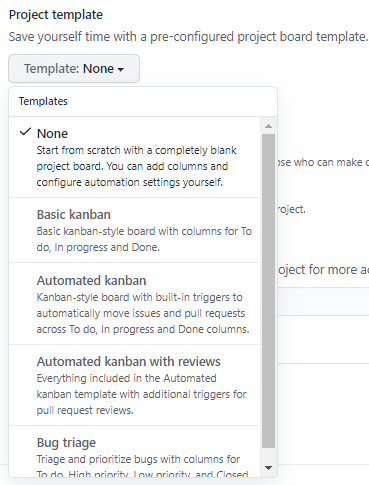 Project template
Save yourself time with a pre-configured project board template.
Template: None
Templates
None
Start from scratch with a completely blank
project board. You can add columns and
configure automation settings yourself.
ose who can make c
Basic kanban
Basic kanban-style board with columns for To
do, In progress and Done.
roject.
Automated kanban
Kanban-style board with built-in triggers to
automatically move issues and pull requests
across To do, In progress and Done columns.
oject for more ac
Automated kanban with reviews
Everything included in the Automated
kanban template with additional triggers for
pull request reviews.
Bug triage
Triage and prioritize bugs with columns for
To do, High priority, Low priority, and Closed